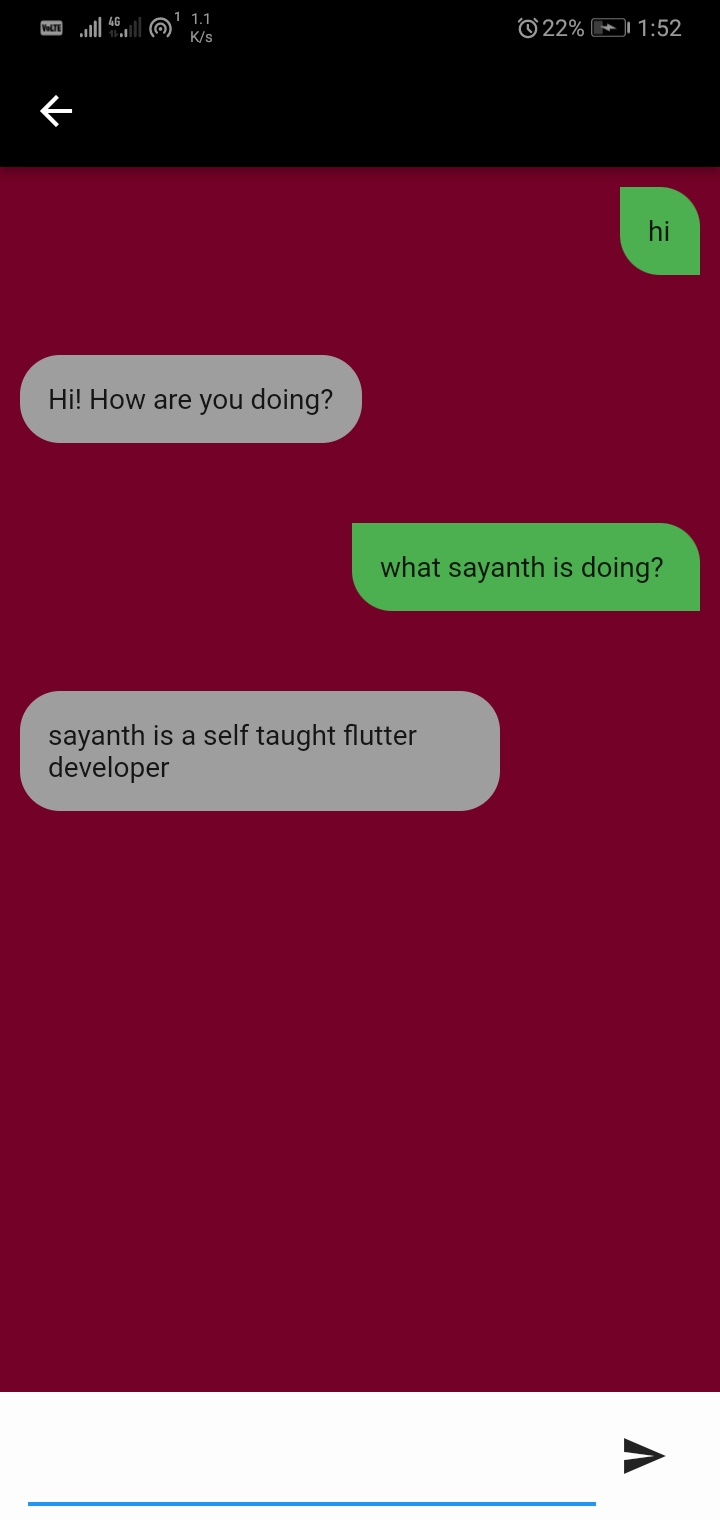 VoLTE 4G 1 1.1 K/s 22% 1:52
hi
Hi! How are you doing?
what sayanth is doing?
sayanth is a self taught flutter
developer